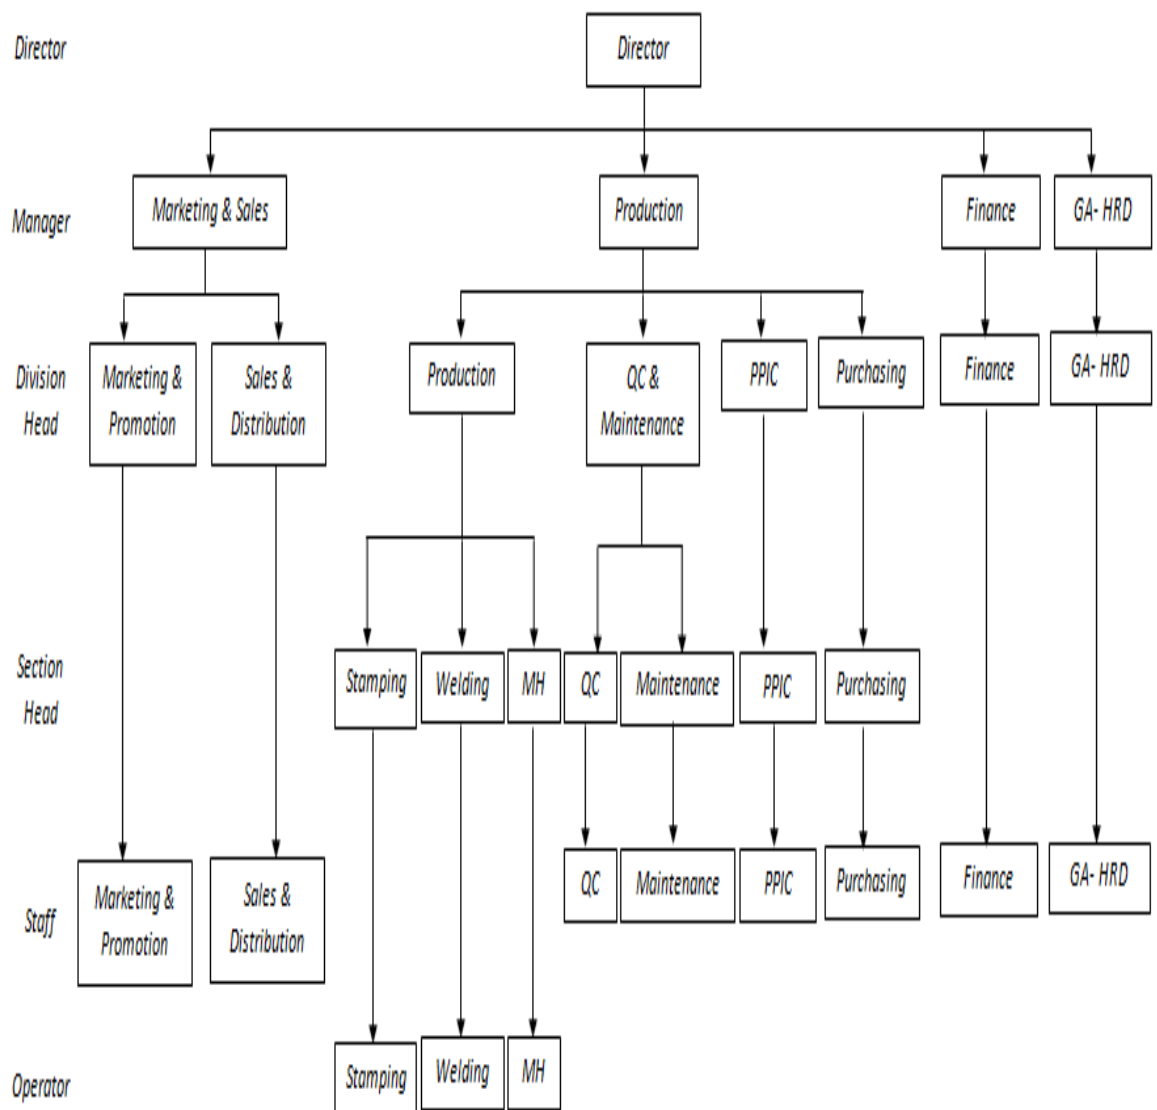 Director
Director
Manager
Marketing & Sales
Production
Finance
GA- HRD
Division
Head
Marketing &
Promotion
Sales &
Distribution
Production
QC &
Maintenance
PPIC
Purchasing
Finance
GA- HRD
Section
Head
Stamping
Welding
MH
QC
Maintenance
PPIC
Purchasing
Staff
Marketing &
Promotion
Sales &
Distribution
QC
Maintenance
PPIC
Purchasing
Finance
GA- HRD
Operator
Stamping
Welding
MH